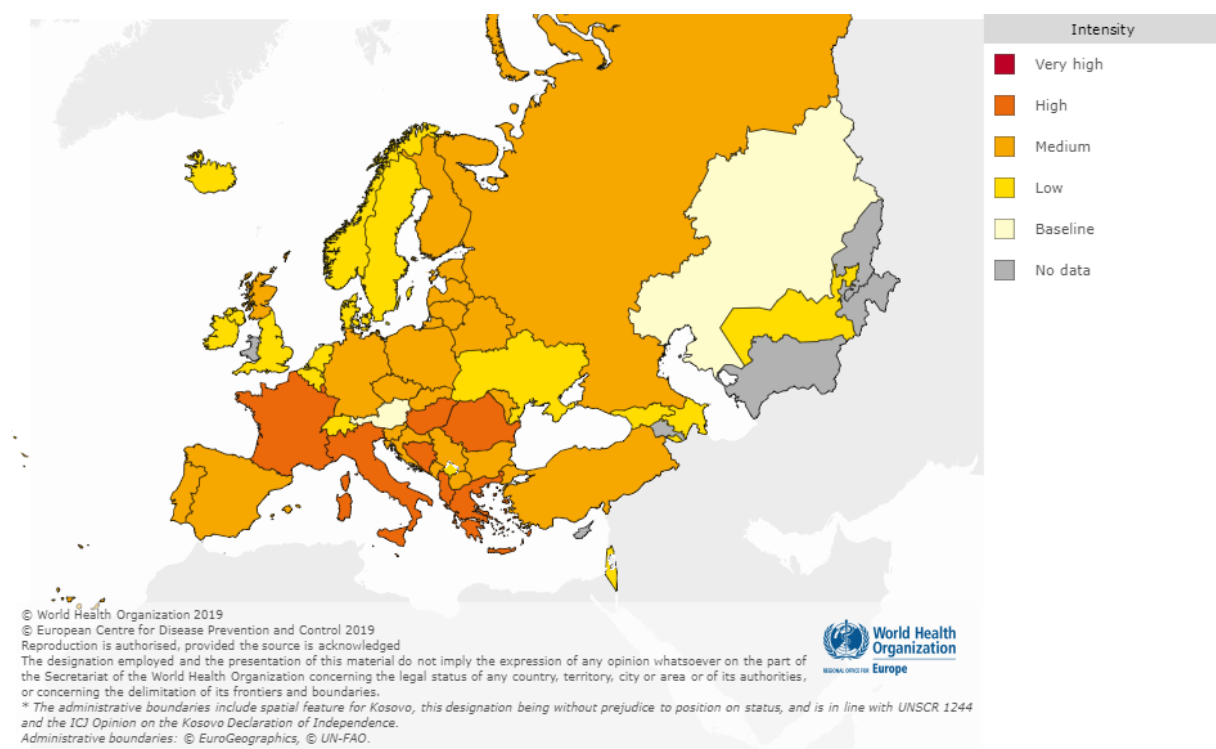 Intensity
Very high
High
Medium
Low
Baseline
No data
© World Health Organization 2019
© European Centre for Disease Prevention and Control 2019
Reproduction is authorised, provided the source is acknowledged
The designation employed and the presentation of this material do not imply the expression of any opinion whatsoever on the part of
the Secretariat of the World Health Organization concerning the legal status of any country, territory, city or area or of its authorities,
or concerning the delimitation of its frontiers and boundaries.
* The administrative boundaries include spatial feature for Kosovo, this designation being without prejudice to position on status, and is in line with UNSCR 1244
and the ICJ Opinion on the Kosovo Declaration of Independence.
Administrative boundaries: © EuroGeographics, © UN-FAO.
World Health
Organization
REGIONAL OFFICE FOR Europe